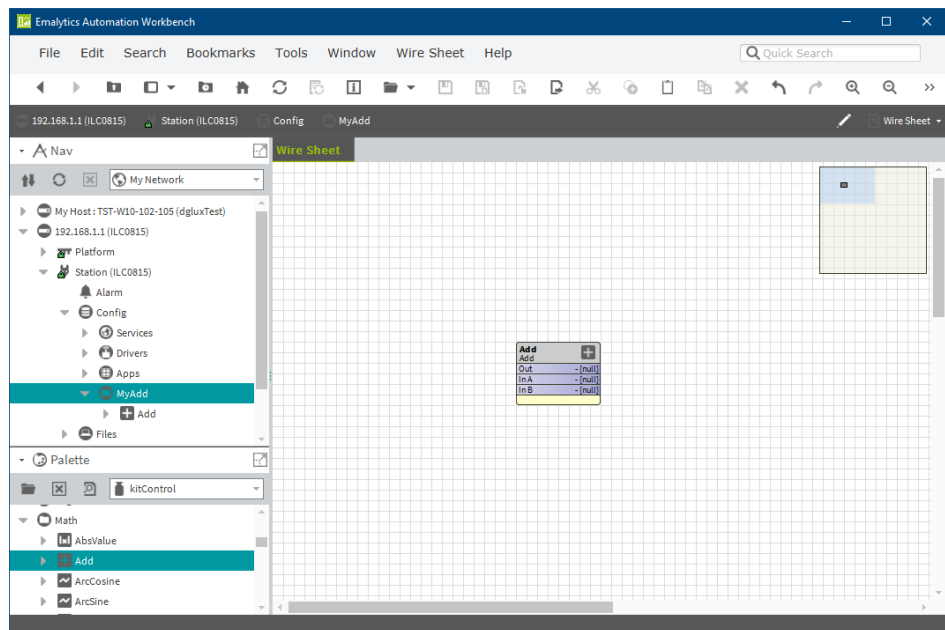 Emalytics Automation Workbench
File Edit Search Bookmarks Tools Window Wire Sheet Help
Quick Search
192.168.1.1 (ILC0815) Station (ILC0815) Config MyAdd
Wire Sheet
Nav
Wire Sheet
My Network
My Host : TST-W10-102-105 (dgluxTest)
192.168.1.1 (ILC0815)
Platform
Station (ILC0815)
Alarm
Config
Services
Drivers
Apps
MyAdd
Add
Files
Add
Add
Out - {null}
In A - {null}
In B - {null}
Palette
kitControl
Math
AbsValue
Add
ArcCosine
ArcSine